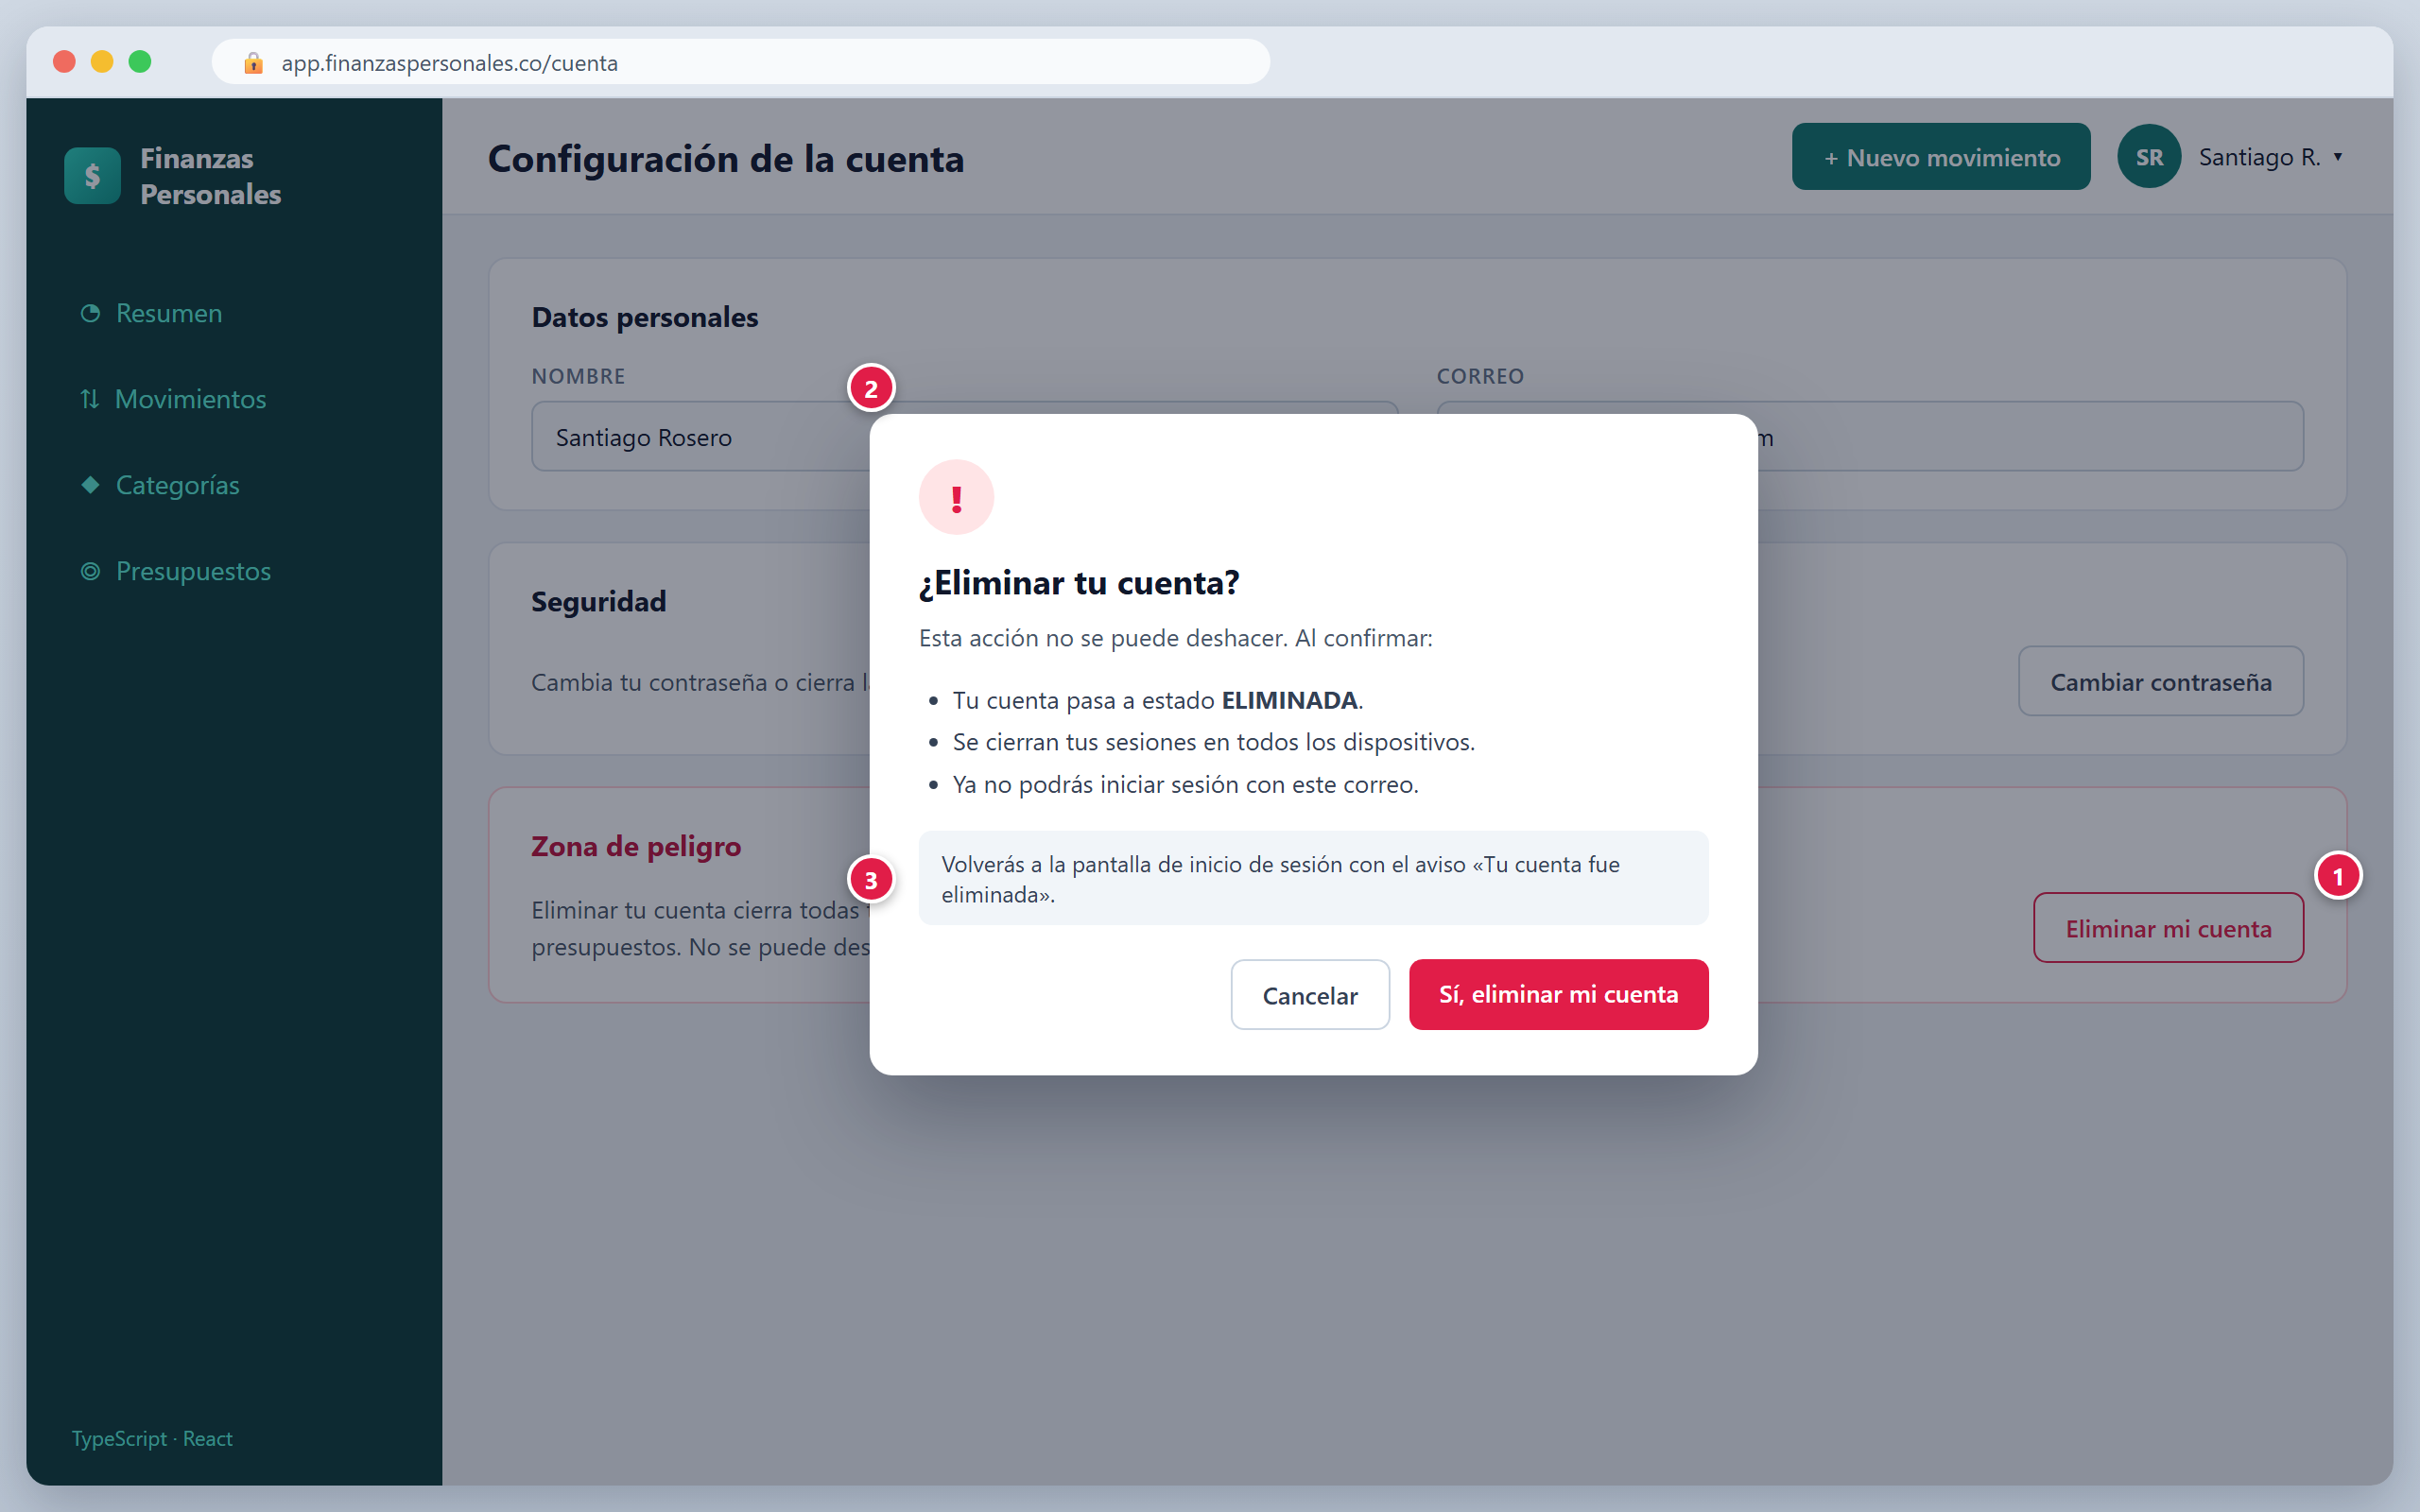 app.finanzaspersonales.co/cuenta
$
Finanzas
Personales
Resumen
Movimientos
Categorías
Presupuestos
TypeScript · React
Configuración de la cuenta
+ Nuevo movimiento
SR
Santiago R.
Datos personales
NOMBRE
CORREO
2
Santiago Rosero
m
Seguridad
Cambia tu contraseña o cierra
Cambiar contraseña
Zona de peligro
Eliminar tu cuenta cierra todas
presupuestos. No se puede des
1
Eliminar mi cuenta
!
¿Eliminar tu cuenta?
Esta acción no se puede deshacer. Al confirmar:
• Tu cuenta pasa a estado ELIMINADA.
• Se cierran tus sesiones en todos los dispositivos.
• Ya no podrás iniciar sesión con este correo.
3
Volverás a la pantalla de inicio de sesión con el aviso «Tu cuenta fue
eliminada».
Cancelar
Sí, eliminar mi cuenta